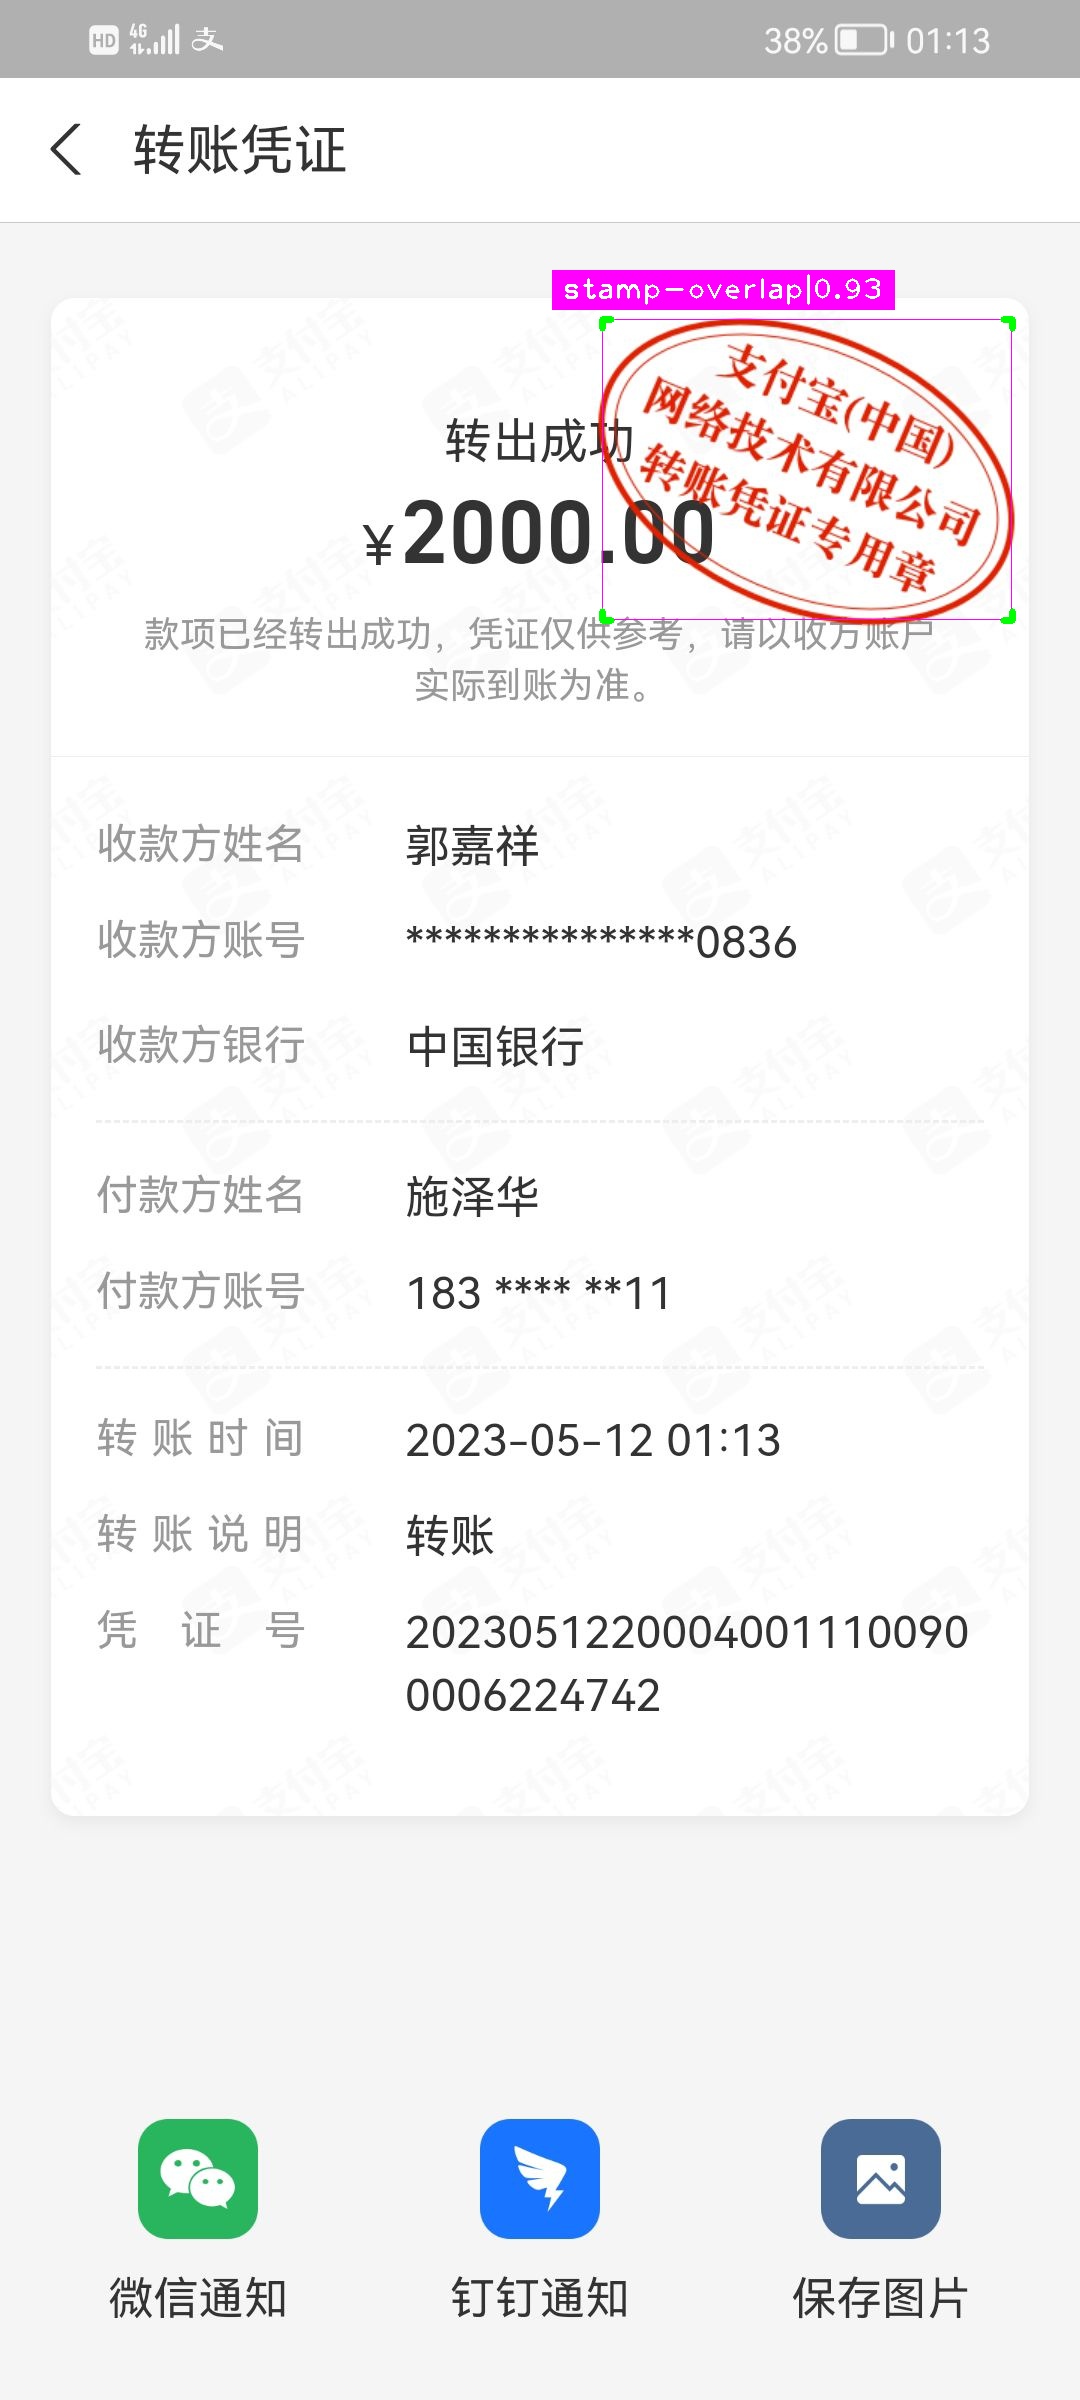 HD 4G 支 38% 01:13
转账凭证
stamp-overlap|0.93
支付宝(中国)
网络技术有限公司
转账凭证专用章
转出成功
¥2000.00
款项已经转出成功，凭证仅供参考，请以收方账户
实际到账为准。
收款方姓名 郭嘉祥
收款方账号 ***************0836
收款方银行 中国银行
付款方姓名 施泽华
付款方账号 183 **** **11
转账时间 2023-05-12 01:13
转账说明 转账
凭证号 2023051220004001110090
0006224742
微信通知 钉钉通知 保存图片